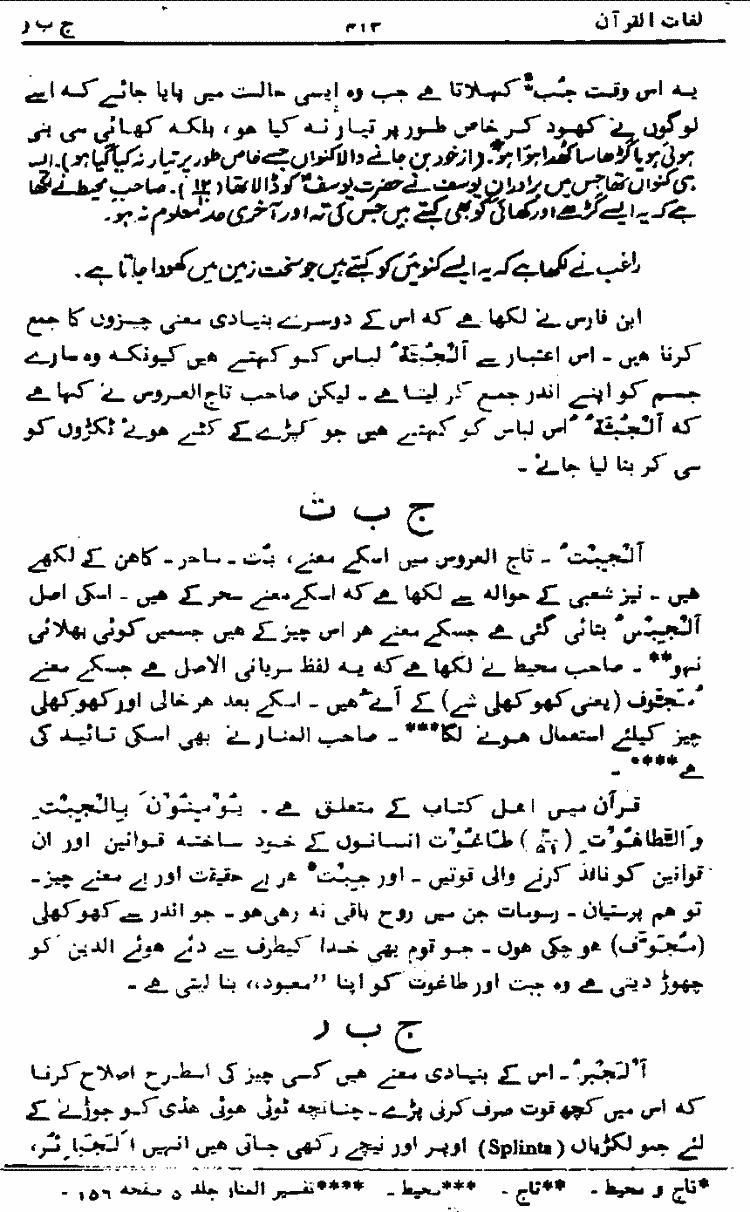 لغات القرآن ۴۱۳ ج ب ر
یہ اس وقت جُبٌّ* کہلاتا ہے جب وہ ایسی حالت میں پایا جائے کہ اسے
لوگوں نے کھود کر خاص طور پر تیار نہ کیا ہو، بلکہ کھائی سی بنی
ہوئی ہو یا گڑھا سا کھدا ہوا ہو*۔ (از خود بن جانے والا کنواں جسے خاص طور پر تیار نہ کیا گیا ہو)۔ ایسا
ہی کنواں تھا جس میں برادرانِ یوسف نے حضرت یوسفؑ کو ڈالا تھا (۱۲)۔ صاحبِ محیط نے لکھا
ہے کہ یہ ایسے گڑھے اور کھائی کو بھی کہتے ہیں جس کی تہ اور آخری حد معلوم نہ ہو۔
راغب نے لکھا ہے کہ یہ ایسے کنوئیں کو کہتے ہیں جو سخت زمین میں کھودا جاتا ہے۔
ابن فارس نے لکھا ہے کہ اس کے دوسرے بنیادی معنی چیزوں کا جمع
کرنا ہیں ۔ اس اعتبار سے اَلْجُبَّۃُ لباس کو کہتے ہیں کیونکہ وہ سارے
جسم کو اپنے اندر جمع کر لیتا ہے ۔ لیکن صاحب تاج العروس نے کہا ہے
کہ اَلْجُبَّۃُ اُس لباس کو کہتے ہیں جو کپڑے کے کٹے ہوئے ٹکڑوں کو
سی کر بنا لیا جائے ۔
ج ب ت
اَلْجِبْتُ ۔ تاج العروس میں اسکے معنے، بُت ۔ ساحر ۔ کاہن کے لکھے
ہیں ۔ نیز شعبی کے حوالہ سے لکھا ہے کہ اسکے معنے سحر کے ہیں ۔ اسکی اصل
اَلْجِبْسُ بتائی گئی ہے جسکے معنے ہر اس چیز کے ہیں جسمیں کوئی بھلائی
نہو** ۔ صاحب محیط نے لکھا ہے کہ یہ لفظ سریانی الاصل ہے جسکے معنے
مُجَوَّف (یعنی کھوکھلی شے) کے آتے ہیں ۔ اسکے بعد ہر خالی اور کھوکھلی
چیز کیلئے استعمال ہونے لگا*** ۔ صاحب المنار نے بھی اسکی تائید کی
ہے**** ۔
قرآن میں اہل کتاب کے متعلق ہے ۔ یُؤْمِنُوْنَ بِالْجِبْتِ
وَالطَّاغُوْتِ (۴/۵۱) طَاغُوْت انسانوں کے خود ساختہ قوانین اور ان
قوانین کو نافذ کرنے والی قوتیں ۔ اور جِبْت* ہر بے حقیقت اور بے معنے چیز ۔
توہم پرستیاں ۔ رسومات جن میں روح باقی نہ رہی ہو ۔ جو اندر سے کھوکھلی
(مُجَوَّف) ہو چکی ہوں ۔ جو قوم بھی خدا کیطرف سے دئے ہوئے الدین کو
چھوڑ دیتی ہے وہ جبت اور طاغوت کو اپنا ”معبود،، بنا لیتی ہے ۔
ج ب ر
اَلْجَبْرُ ۔ اس کے بنیادی معنے ہیں کسی چیز کی اسطرح اصلاح کرنا
کہ اس میں کچھ قوت صرف کرنی پڑے ۔ چنانچہ ٹوٹی ہوئی ہڈی کو جوڑنے کے
لئے جو لکڑیاں (Splints) اوپر اور نیچے رکھی جاتی ہیں انہیں اَلْجَبَائِرُ،
*تاج و محیط ۔ **تاج ۔ ***محیط ۔ ****تفسیر المنار جلد ۵ صفحہ ۱۵۶ ۔